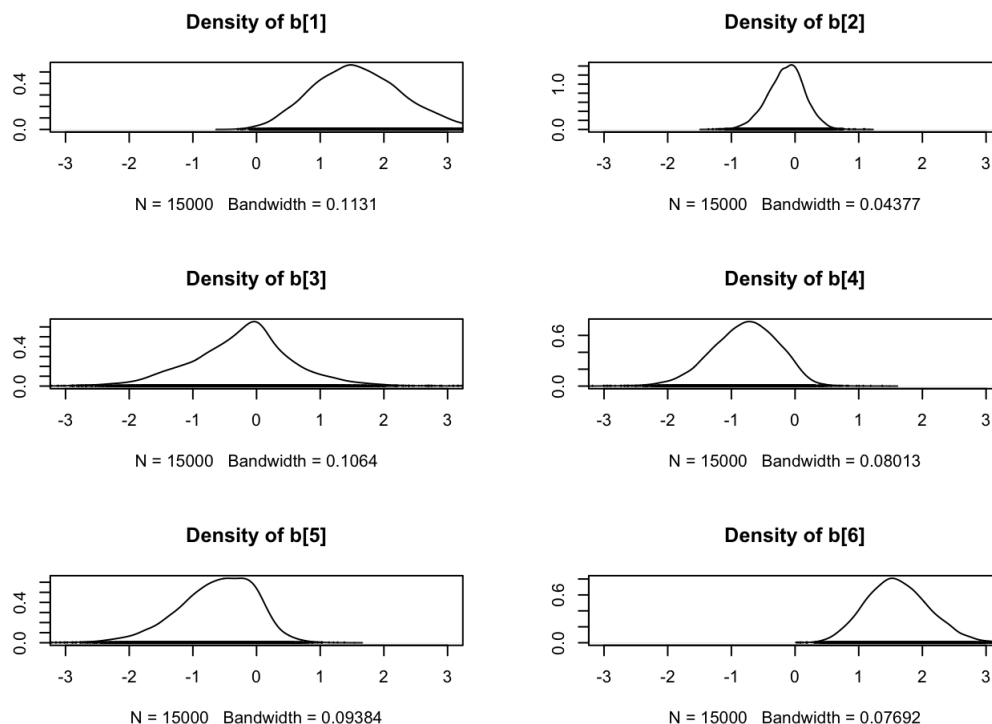 Density of b[1]
0.0 0.4
-3 -2 -1 0 1 2 3
N = 15000 Bandwidth = 0.1131
Density of b[2]
0.0 1.0
-3 -2 -1 0 1 2 3
N = 15000 Bandwidth = 0.04377
Density of b[3]
0.0 0.4
-3 -2 -1 0 1 2 3
N = 15000 Bandwidth = 0.1064
Density of b[4]
0.0 0.6
-3 -2 -1 0 1 2 3
N = 15000 Bandwidth = 0.08013
Density of b[5]
0.0 0.4
-3 -2 -1 0 1 2 3
N = 15000 Bandwidth = 0.09384
Density of b[6]
0.0 0.6
-3 -2 -1 0 1 2 3
N = 15000 Bandwidth = 0.07692